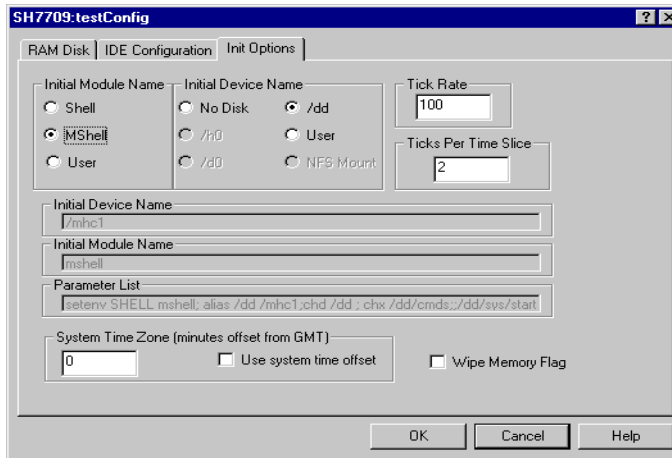 SH7709:testConfig
RAM Disk IDE Configuration Init Options
Initial Module Name Initial Device Name Tick Rate
Shell No Disk /dd 100
MShell /h0 User Ticks Per Time Slice
User /d0 NFS Mount 2
Initial Device Name
/mhc1
Initial Module Name
mshell
Parameter List
setenv SHELL mshell; alias /dd /mhc1;chd /dd ; chx /dd/cmds;;/dd/sys/start
System Time Zone (minutes offset from GMT)
0 Use system time offset Wipe Memory Flag
OK Cancel Help